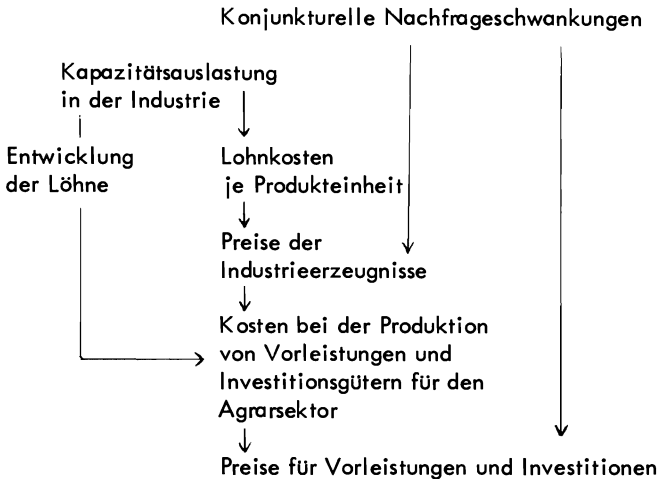 Konjunkturelle Nachfrageschwankungen
Kapazitätsauslastung
in der Industrie
Entwicklung
der Löhne
Lohnkosten
je Produkteinheit
Preise der
Industrieerzeugnisse
Kosten bei der Produktion
von Vorleistungen und
Investitionsgütern für den
Agrarsektor
Preise für Vorleistungen und Investitionen